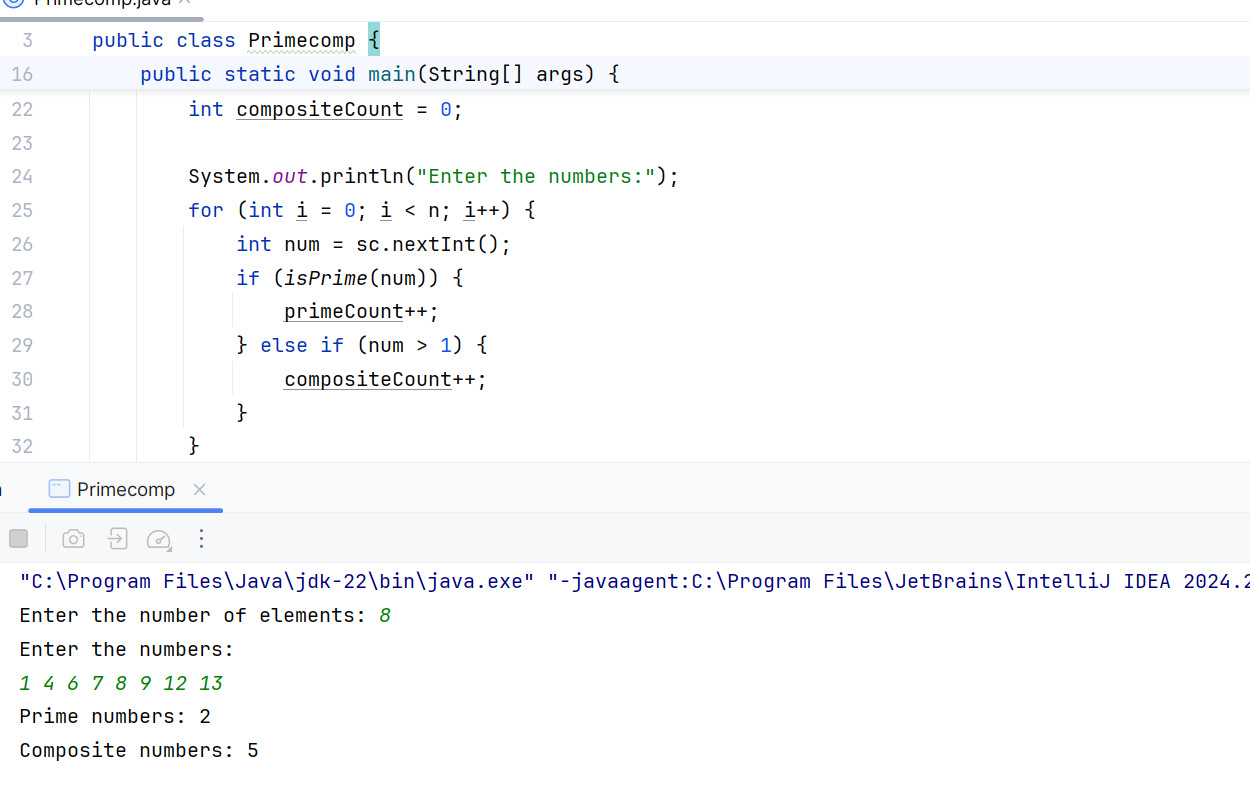 Primecomp.java
3 public class Primecomp {
16 public static void main(String[] args) {
22 int compositeCount = 0;
23
24 System.out.println("Enter the numbers:");
25 for (int i = 0; i < n; i++) {
26 int num = sc.nextInt();
27 if (isPrime(num)) {
28 primeCount++;
29 } else if (num > 1) {
30 compositeCount++;
31 }
32 }
Primecomp
"C:\Program Files\Java\jdk-22\bin\java.exe" "-javaagent:C:\Program Files\JetBrains\IntelliJ IDEA 2024.2
Enter the number of elements: 8
Enter the numbers:
1 4 6 7 8 9 12 13
Prime numbers: 2
Composite numbers: 5